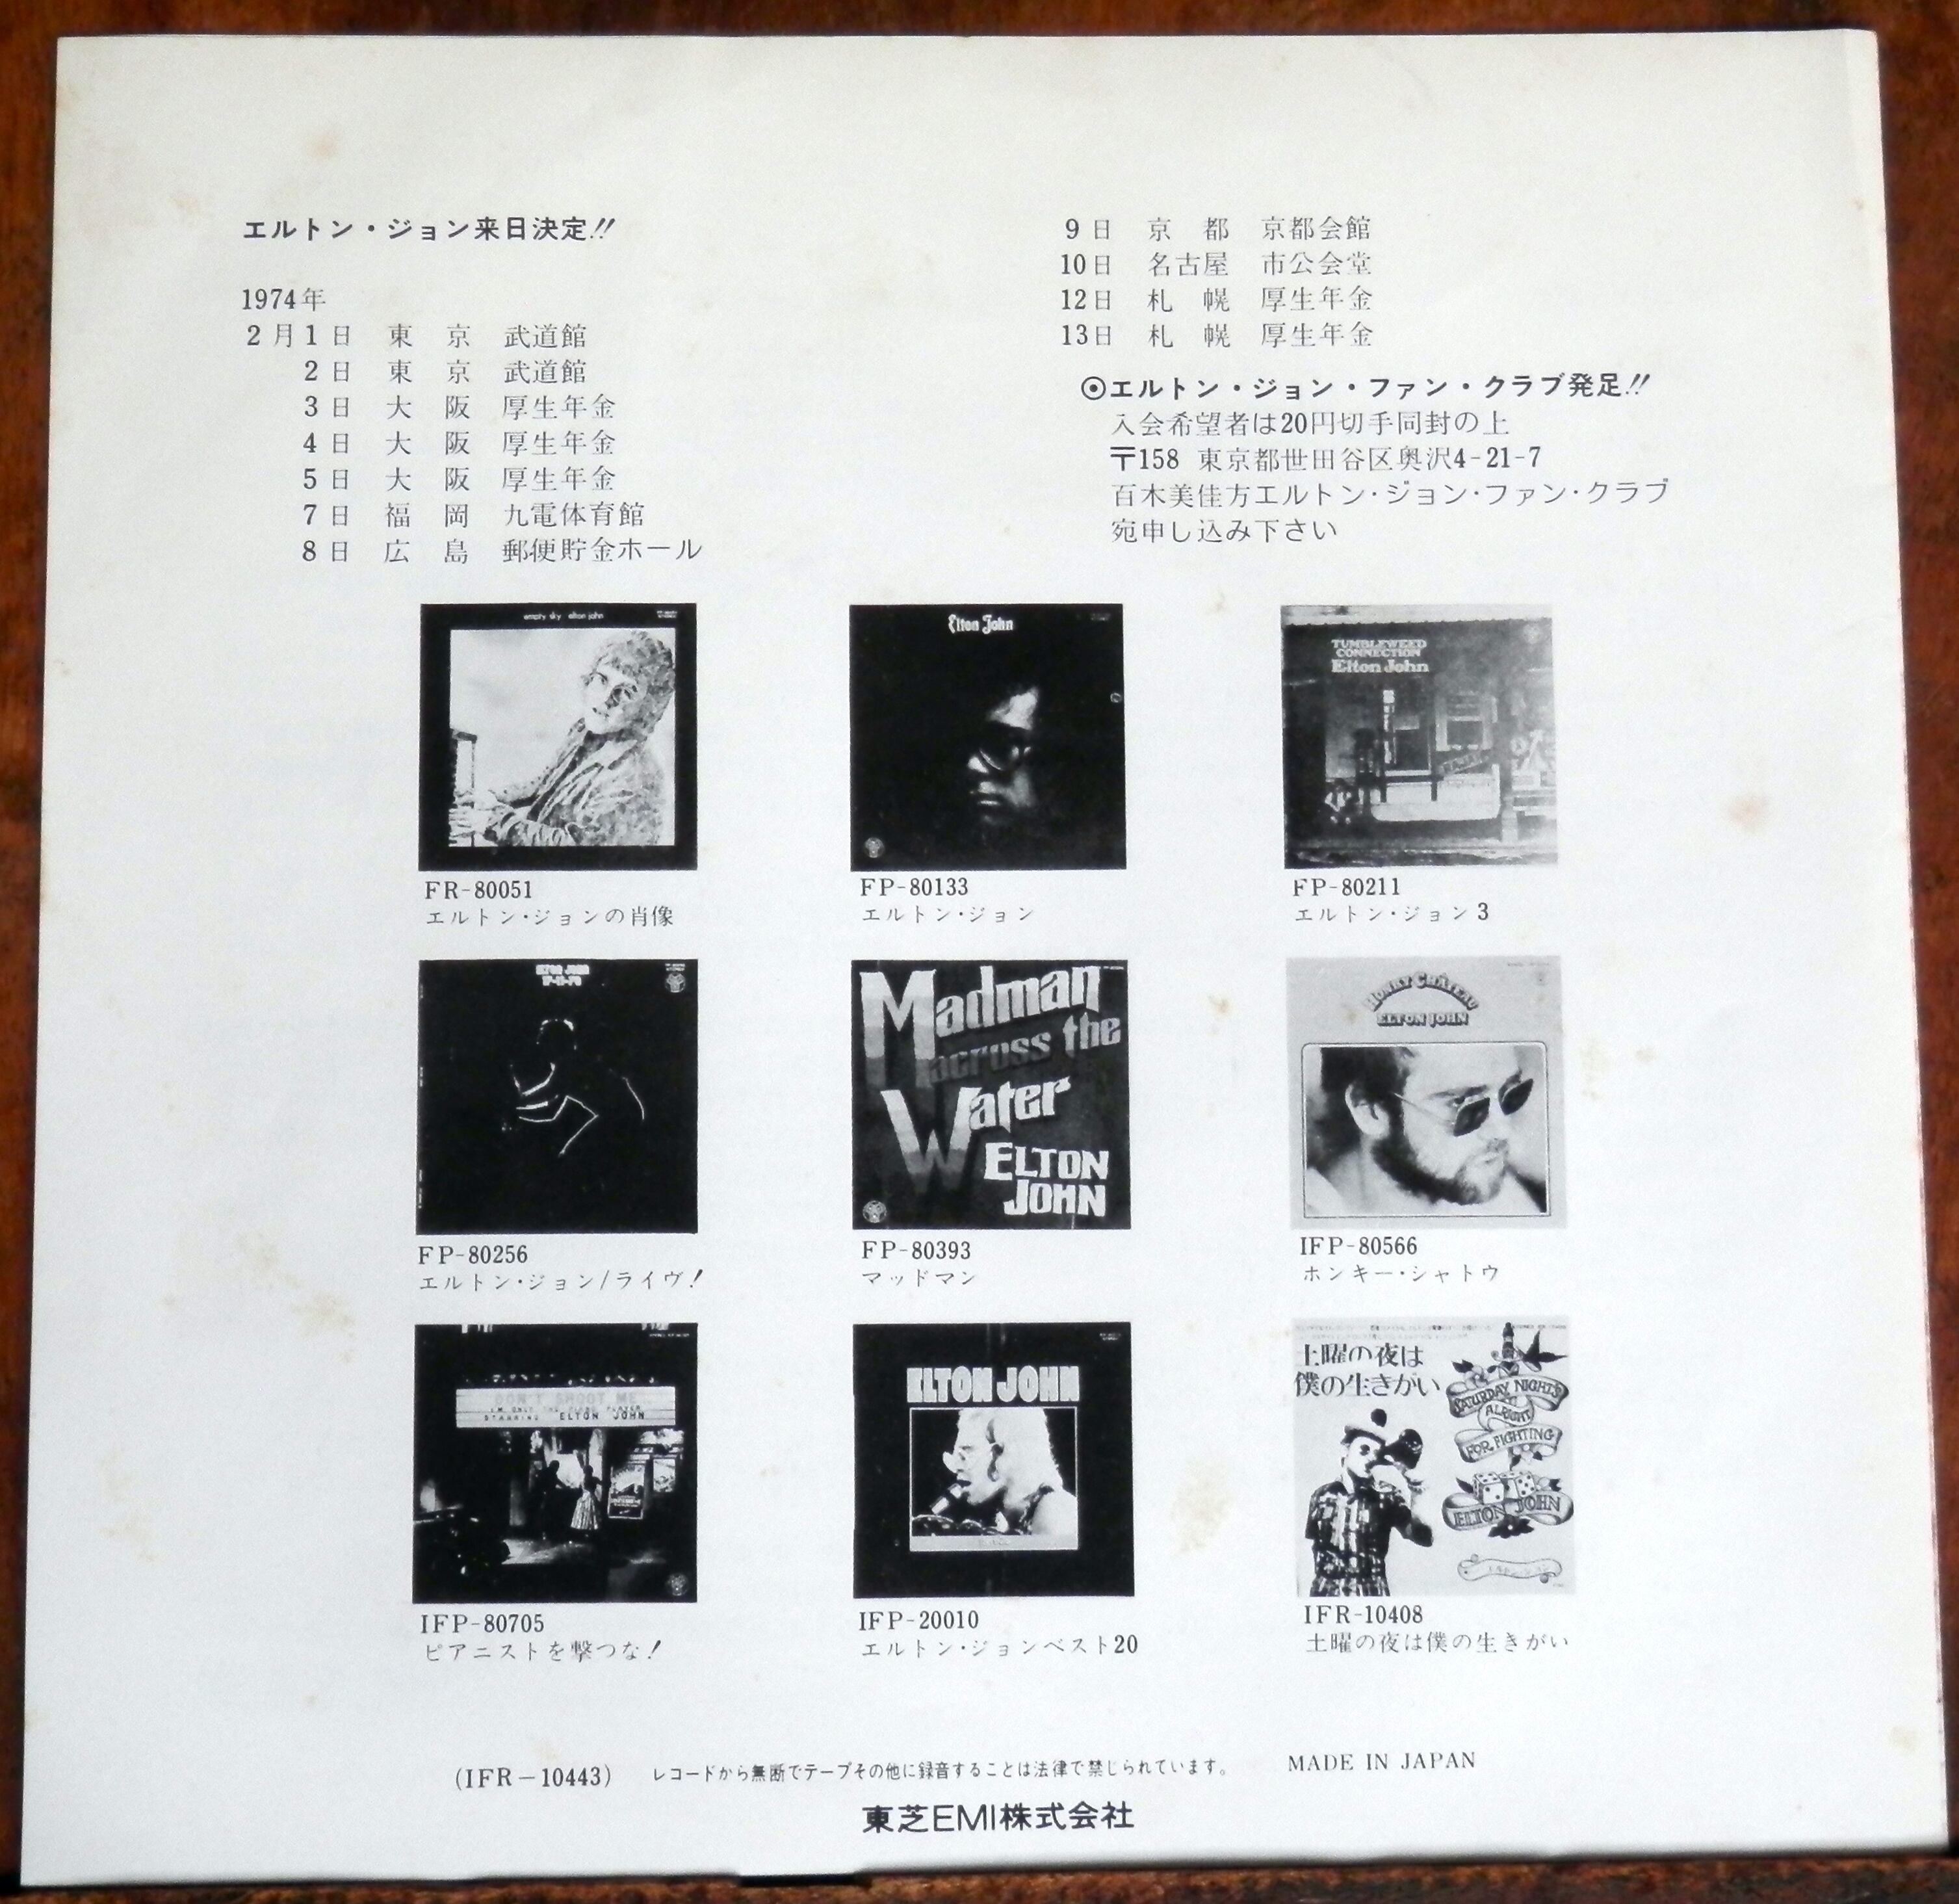 エルトン・ジョン来日決定!!
1974年
2月1日 東京 武道館
2日 東京 武道館
3日 大阪 厚生年金
4日 大阪 厚生年金
5日 大阪 厚生年金
7日 福岡 九電体育館
8日 広島 郵便貯金ホール
9日 京都 京都会館
10日 名古屋 市公会堂
12日 札幌 厚生年金
13日 札幌 厚生年金
⦿エルトン・ジョン・ファン・クラブ発足!!
入会希望者は20円切手同封の上
〒158 東京都世田谷区奥沢4-21-7
百木美佳方エルトン・ジョン・ファン・クラブ
宛申し込み下さい
empty sky elton john
FR-80051
エルトン・ジョンの肖像
Elton John
FP-80133
エルトン・ジョン
TUMBLEWEED
CONNECTION
Elton John
FP-80211
エルトン・ジョン3
ELTON JOHN
17-11-70
FP-80256
エルトン・ジョン/ライヴ!
Madman
across the
Water
ELTON
JOHN
FP-80393
マッドマン
HONKY CHÂTEAU
ELTON JOHN
IFP-80566
ホンキー・シャトウ
DON'T SHOOT ME
I'M ONLY THE PIANO PLAYER
STARRING ELTON JOHN
IFP-80705
ピアニストを撃つな!
ELTON JOHN
IFP-20010
エルトン・ジョンベスト20
土曜の夜は
僕の生きがい
SATURDAY NIGHT'S
ALRIGHT
FOR FIGHTING
ELTON JOHN
IFR-10408
土曜の夜は僕の生きがい
(IFR-10443) レコードから無断でテープその他に録音することは法律で禁じられています。 MADE IN JAPAN
東芝EMI株式会社